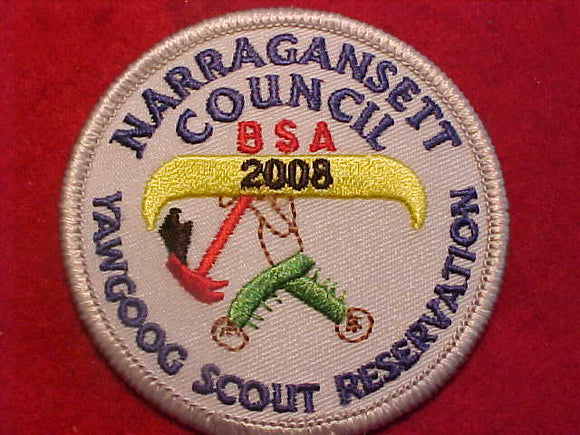 NARRAGANSETT
COUNCIL
BSA
2008
YAWGOOG SCOUT RESERVATION